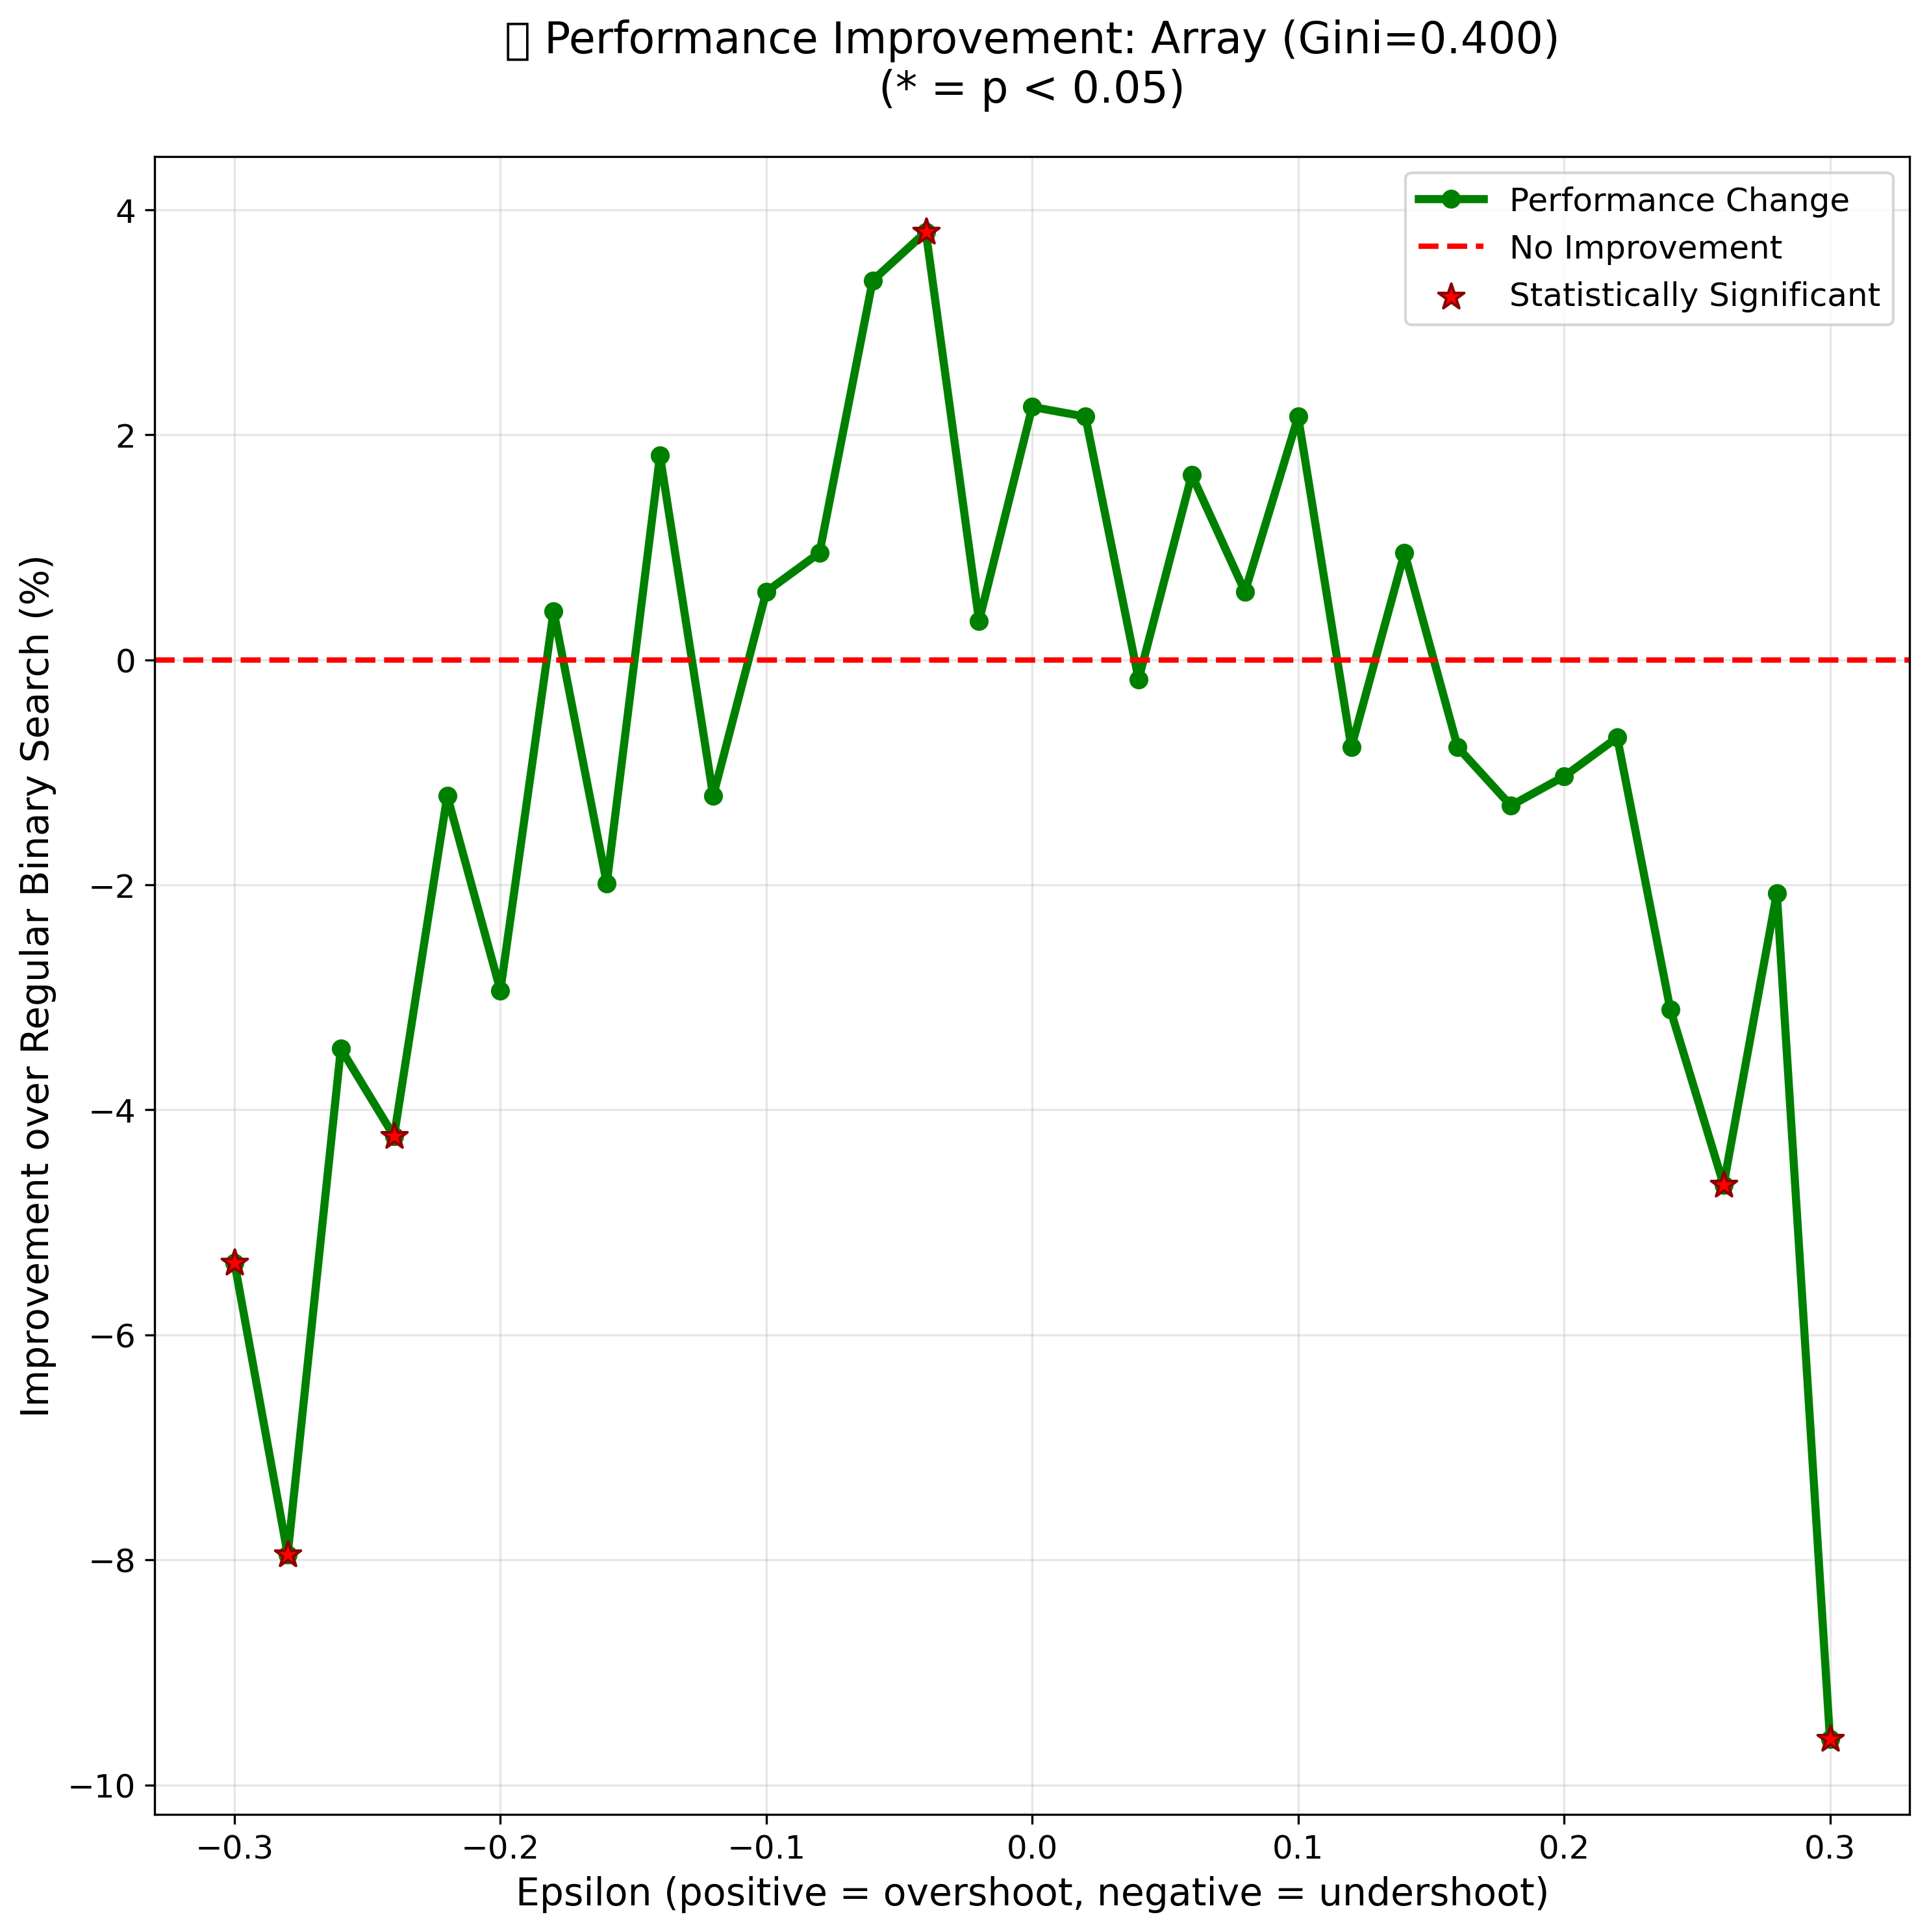 Performance Improvement: Array (Gini=0.400)
(* = p < 0.05)
Performance Change
No Improvement
Statistically Significant
Improvement over Regular Binary Search (%)
4
2
0
−2
−4
−6
−8
−10
−0.3
−0.2
−0.1
0.0
0.1
0.2
0.3
Epsilon (positive = overshoot, negative = undershoot)